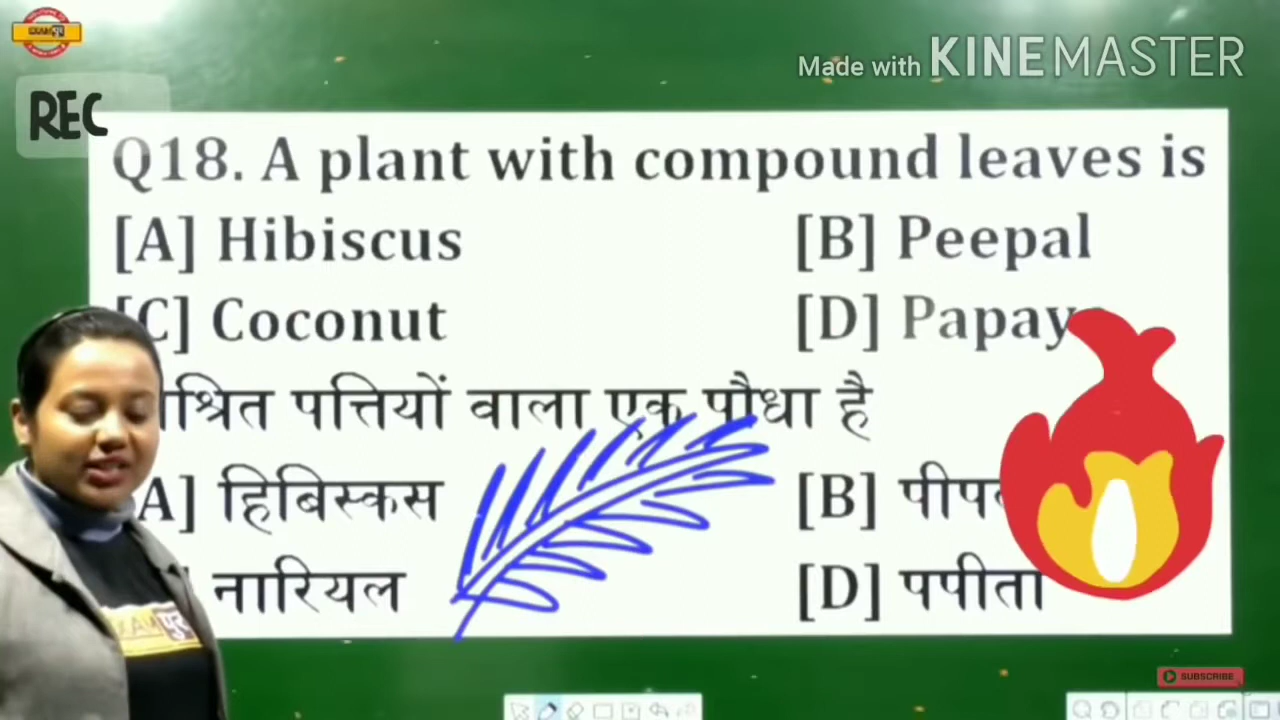 Made with KINEMASTER
REC
Q18. A plant with compound leaves is
[A] Hibiscus [B] Peepal
[C] Coconut [D] Papay
पत्तियों वाला एक पौधा है
[A] हिबिस्कस [B]
नारियल [D] पपीता
SUBSCRIBE